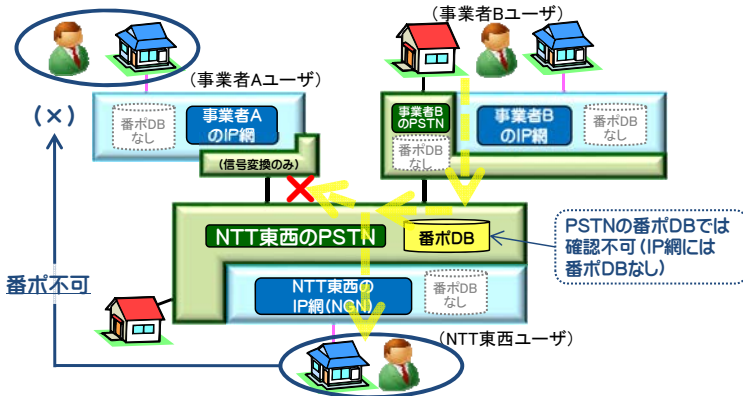 (事業者Bユーザ)
(事業者Aユーザ)
(×)
番ポDB
なし
事業者A
のIP網
(信号変換のみ)
事業者B
のPSTN
番ポDB
なし
事業者B
のIP網
番ポDB
なし
NTT東西のPSTN
番ポDB
PSTNの番ポDBでは
確認不可(IP網には
番ポDBなし)
番ポ不可
NTT東西の
IP網(NGN)
番ポDB
なし
(NTT東西ユーザ)